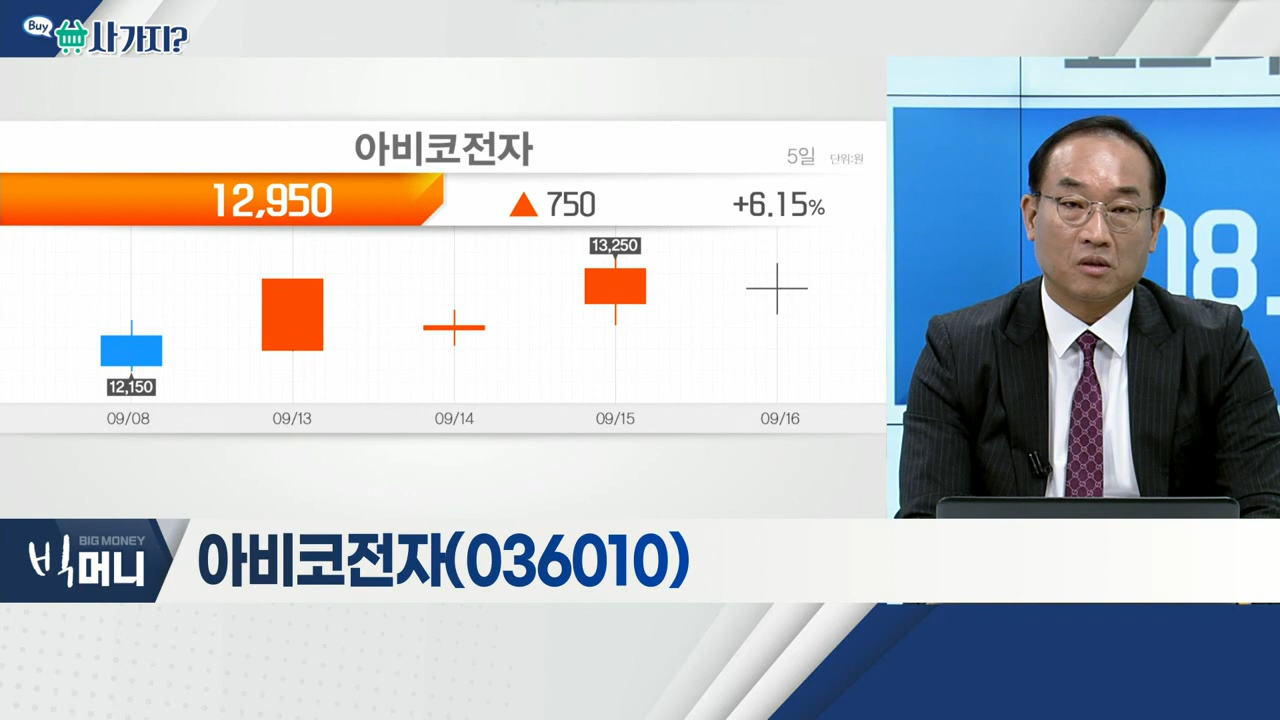 Buy
사가지?
아비코전자
5일 단위:원
12,950 ▲ 750 +6.15%
13,250
12,150
09/08 09/13 09/14 09/15 09/16
08.
BIG MONEY
빅머니
아비코전자(036010)